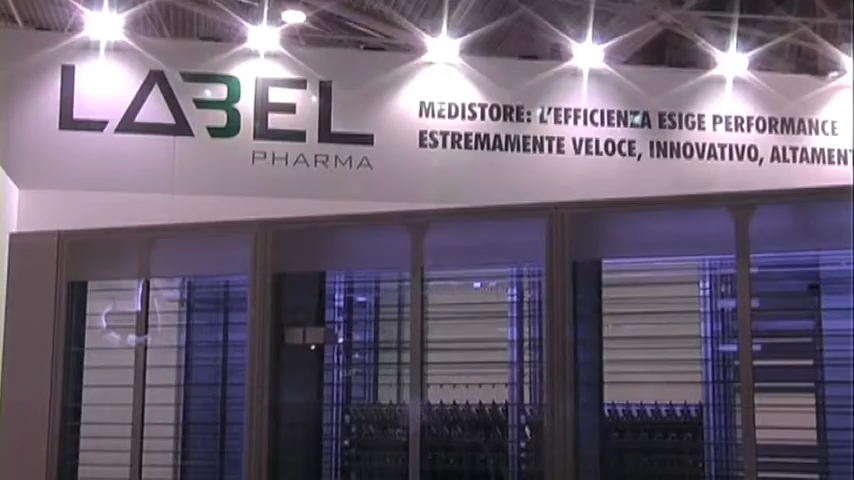 LABEL
PHARMA
MEDISTORE: L'EFFICIENZA ESIGE PERFORMANCE
ESTREMAMENTE VELOCE, INNOVATIVO,